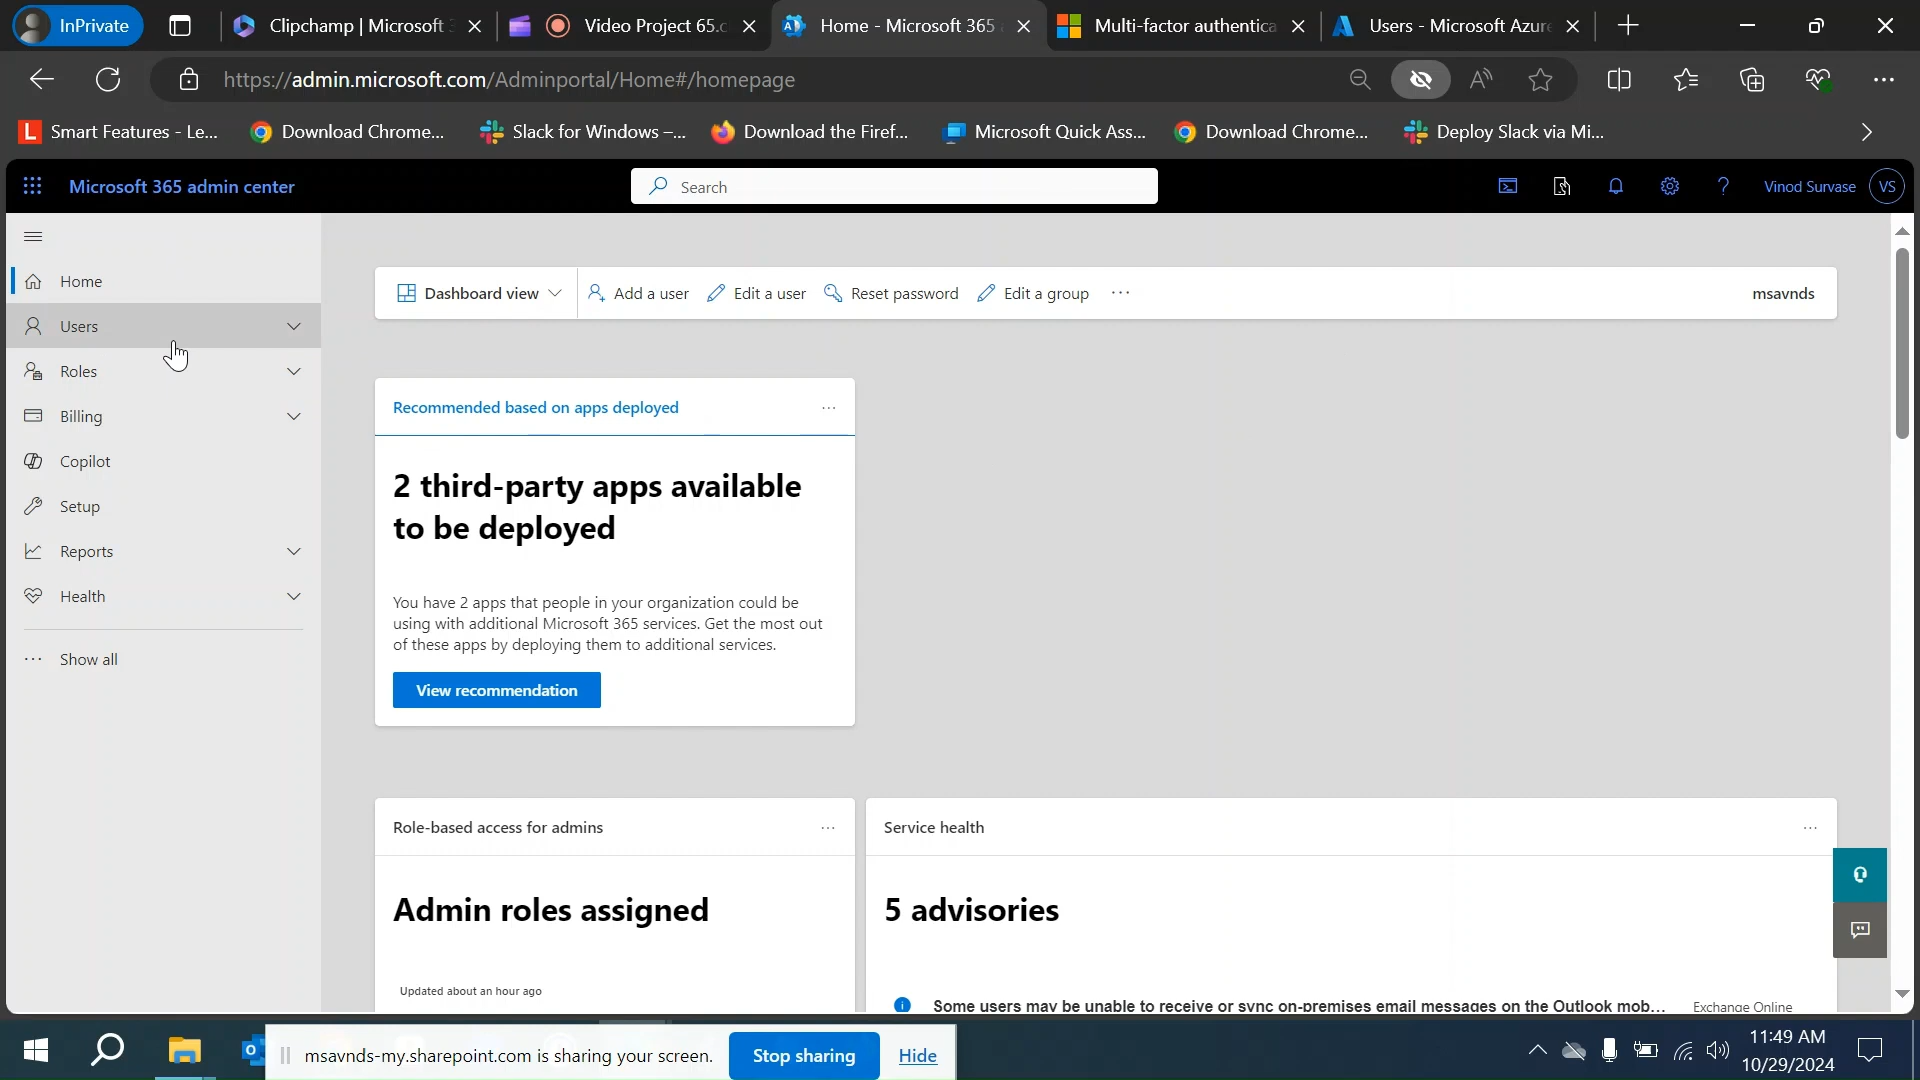 InPrivate
Clipchamp | Microsoft 3
Video Project 65.c
Home - Microsoft 365
Multi-factor authentica
Users - Microsoft Azure
https://admin.microsoft.com/Adminportal/Home#/homepage
Smart Features - Le...
Download Chrome...
Slack for Windows –...
Download the Firef...
Microsoft Quick Ass...
Download Chrome...
Deploy Slack via Mi...
Microsoft 365 admin center
Search
Vinod Survase
VS
Home
Users
Roles
Billing
Copilot
Setup
Reports
Health
Show all
Dashboard view
Add a user
Edit a user
Reset password
Edit a group
msavnds
Recommended based on apps deployed
2 third-party apps available
to be deployed
You have 2 apps that people in your organization could be
using with additional Microsoft 365 services. Get the most out
of these apps by deploying them to additional services.
View recommendation
Role-based access for admins
Admin roles assigned
Updated about an hour ago
Service health
5 advisories
Some users may be unable to receive or sync on-premises email messages on the Outlook mob...
Exchange Online
msavnds-my.sharepoint.com is sharing your screen.
Stop sharing
Hide
11:49 AM
10/29/2024